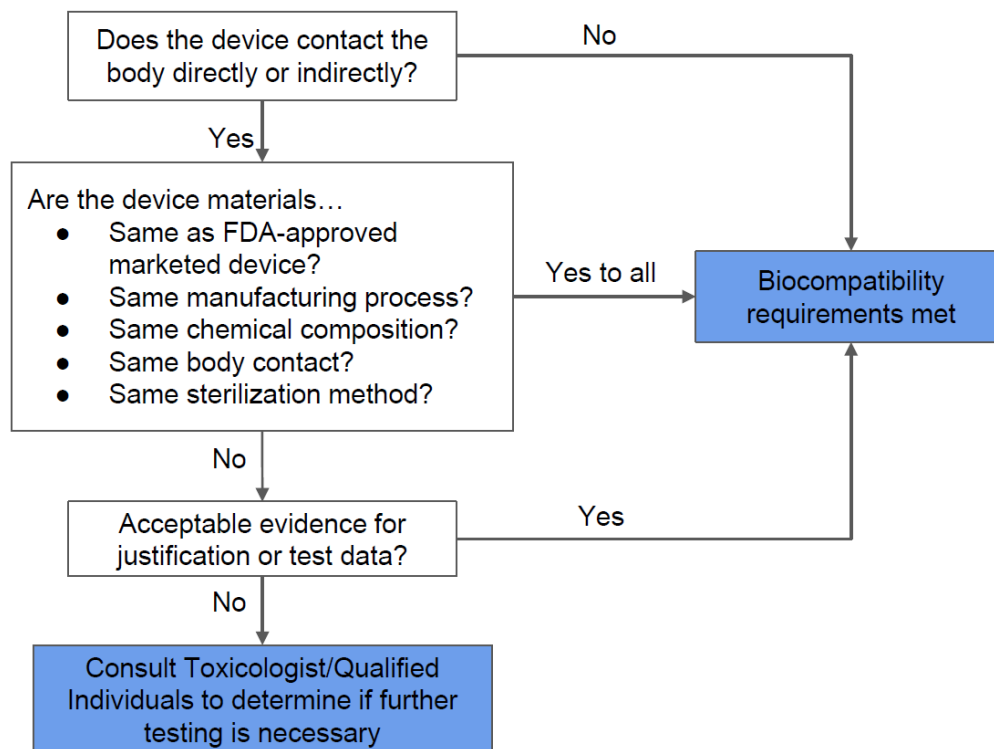 Does the device contact the
body directly or indirectly?
No
Yes
Are the device materials…
● Same as FDA-approved
marketed device?
● Same manufacturing process?
● Same chemical composition?
● Same body contact?
● Same sterilization method?
Yes to all
Biocompatibility
requirements met
No
Acceptable evidence for
justification or test data?
Yes
No
Consult Toxicologist/Qualified
Individuals to determine if further
testing is necessary